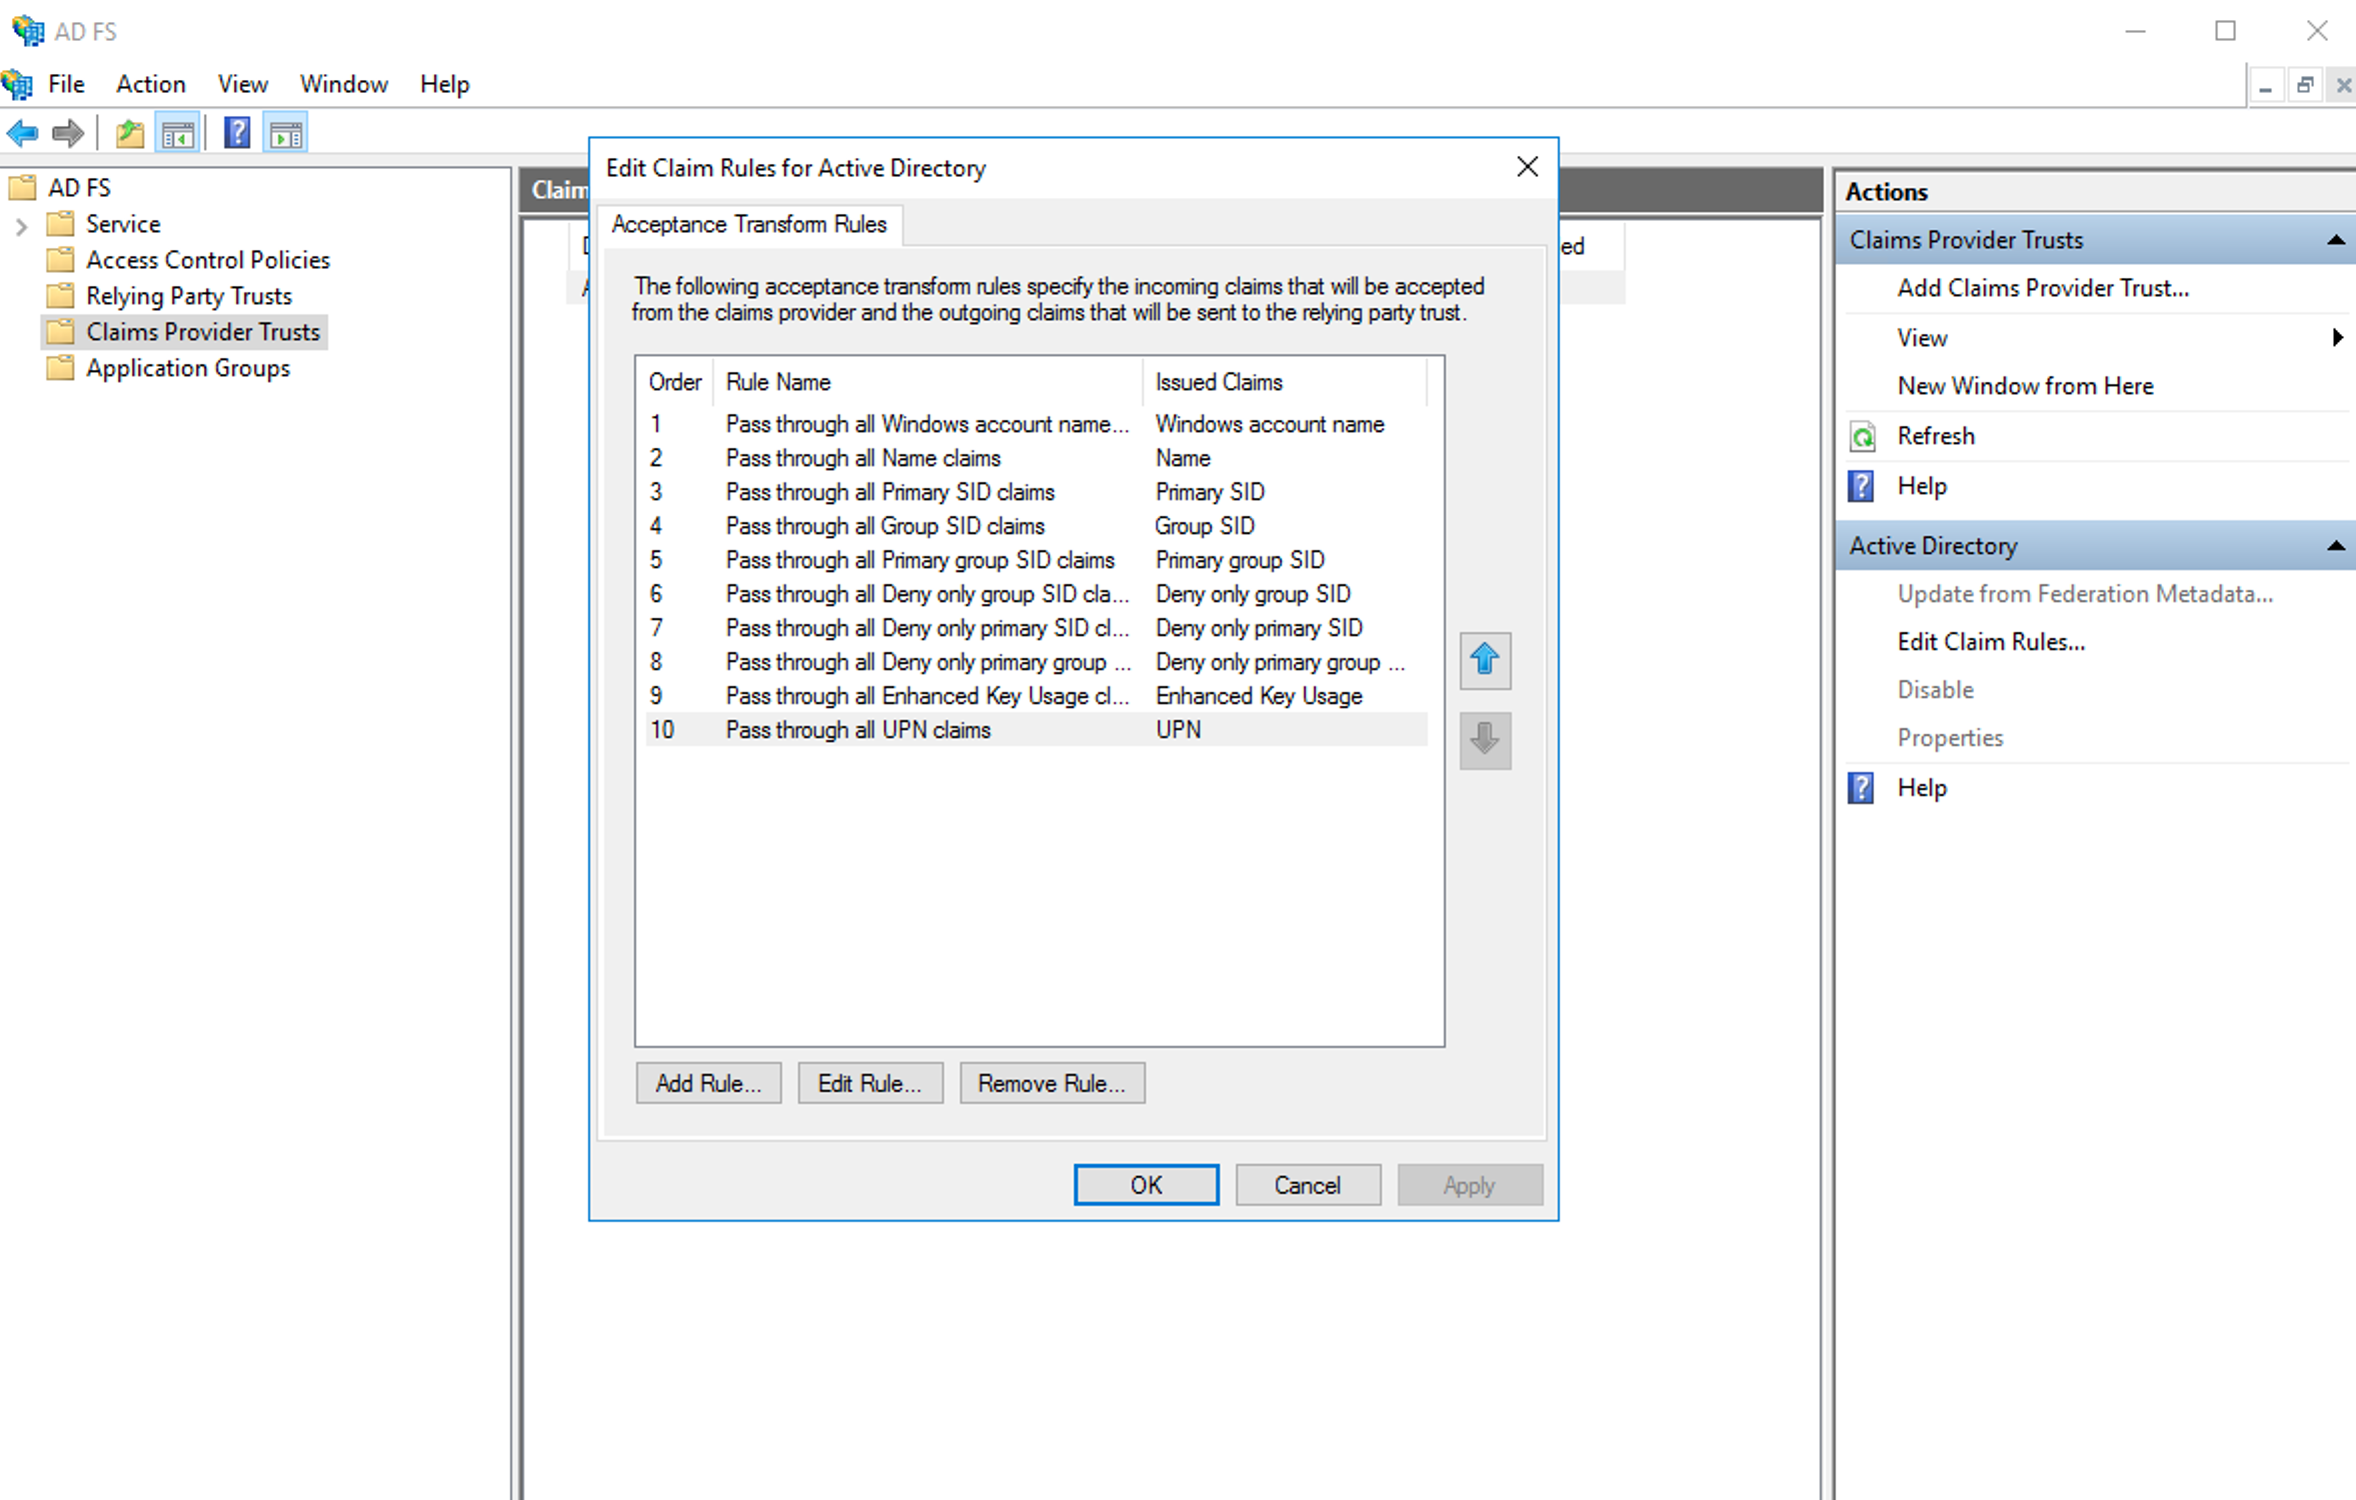 AD FS
File Action View Window Help
AD FS
Service
Access Control Policies
Relying Party Trusts
Claims Provider Trusts
Application Groups
Edit Claim Rules for Active Directory
Acceptance Transform Rules
The following acceptance transform rules specify the incoming claims that will be accepted
from the claims provider and the outgoing claims that will be sent to the relying party trust.
Order Rule Name Issued Claims
1 Pass through all Windows account name... Windows account name
2 Pass through all Name claims Name
3 Pass through all Primary SID claims Primary SID
4 Pass through all Group SID claims Group SID
5 Pass through all Primary group SID claims Primary group SID
6 Pass through all Deny only group SID cla... Deny only group SID
7 Pass through all Deny only primary SID cl... Deny only primary SID
8 Pass through all Deny only primary group ... Deny only primary group ...
9 Pass through all Enhanced Key Usage cl... Enhanced Key Usage
10 Pass through all UPN claims UPN
Add Rule... Edit Rule... Remove Rule...
OK Cancel Apply
Actions
Claims Provider Trusts
Add Claims Provider Trust...
View
New Window from Here
Refresh
Help
Active Directory
Update from Federation Metadata...
Edit Claim Rules...
Disable
Properties
Help